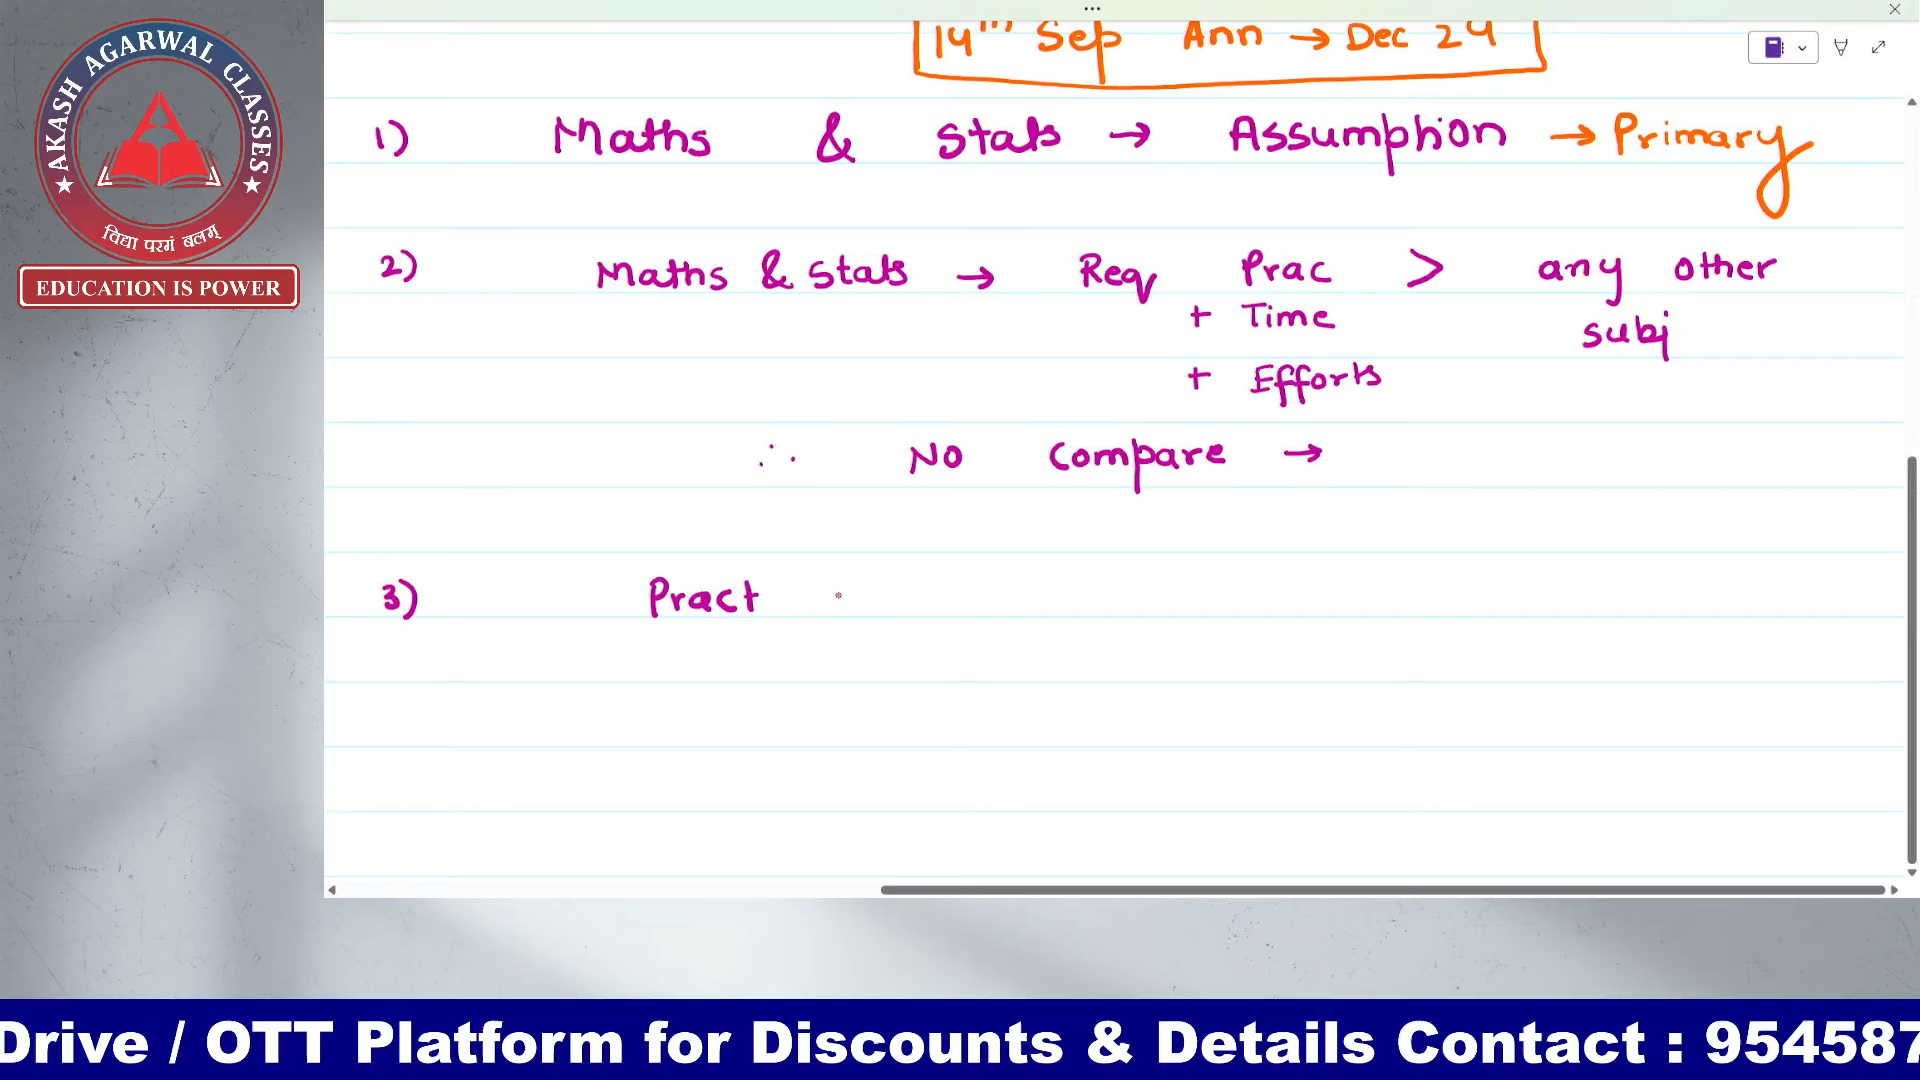 AKASH AGARWAL CLASSES
विद्या परमं बलम्
EDUCATION IS POWER
14th Sep Ann → Dec 24
1) Maths & Stats → Assumption → Primary
2) Maths & Stats → Req Prac > any other
+ Time subj
+ Efforts
∴ NO Compare →
3) Pract
Drive / OTT Platform for Discounts & Details Contact : 954587